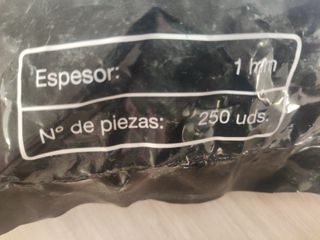 Espesor: 1 mm
Nº de piezas: 250 uds.